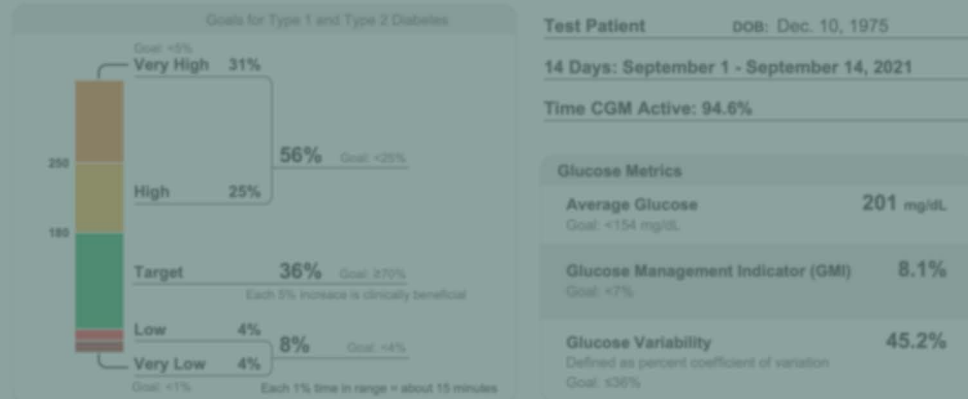 Goals for Type 1 and Type 2 Diabetes
Goal: <5%
Very High 31%
250
56% Goal: <25%
High 25%
180
Target 36% Goal: ≥70%
Each 5% increase is clinically beneficial
Low 4%
8% Goal: <4%
Very Low 4%
Goal: <1% Each 1% time in range = about 15 minutes
Test Patient DOB: Dec. 10, 1975
14 Days: September 1 - September 14, 2021
Time CGM Active: 94.6%
Glucose Metrics
Average Glucose 201 mg/dL
Goal: <154 mg/dL
Glucose Management Indicator (GMI) 8.1%
Goal: <7%
Glucose Variability 45.2%
Defined as percent coefficient of variation
Goal: ≤36%